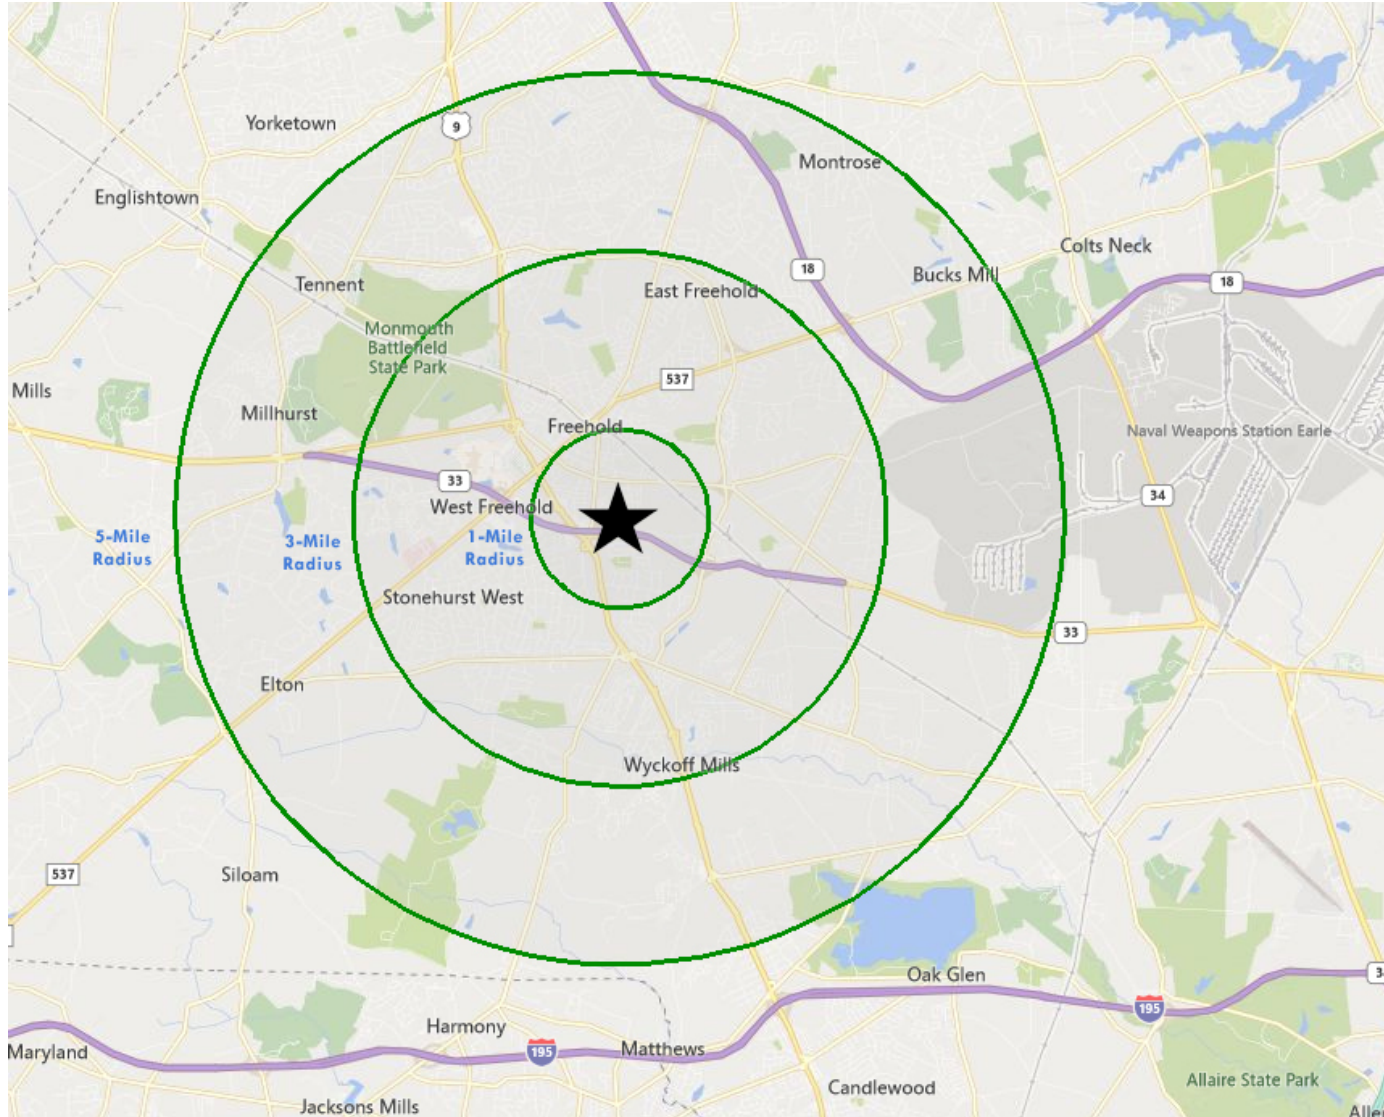 Yorketown
9
Montrose
Englishtown
Colts Neck
18
Bucks Mill
18
Tennent
East Freehold
Monmouth
Battlefield
State Park
537
Mills
Millhurst
Freehold
Naval Weapons Station Earle
33
34
West Freehold
5-Mile
Radius
3-Mile
Radius
1-Mile
Radius
Stonehurst West
33
Elton
Wyckoff Mills
537
Siloam
Oak Glen
195
Harmony
195
Maryland
Matthews
Allaire State Park
Candlewood
Jacksons Mills